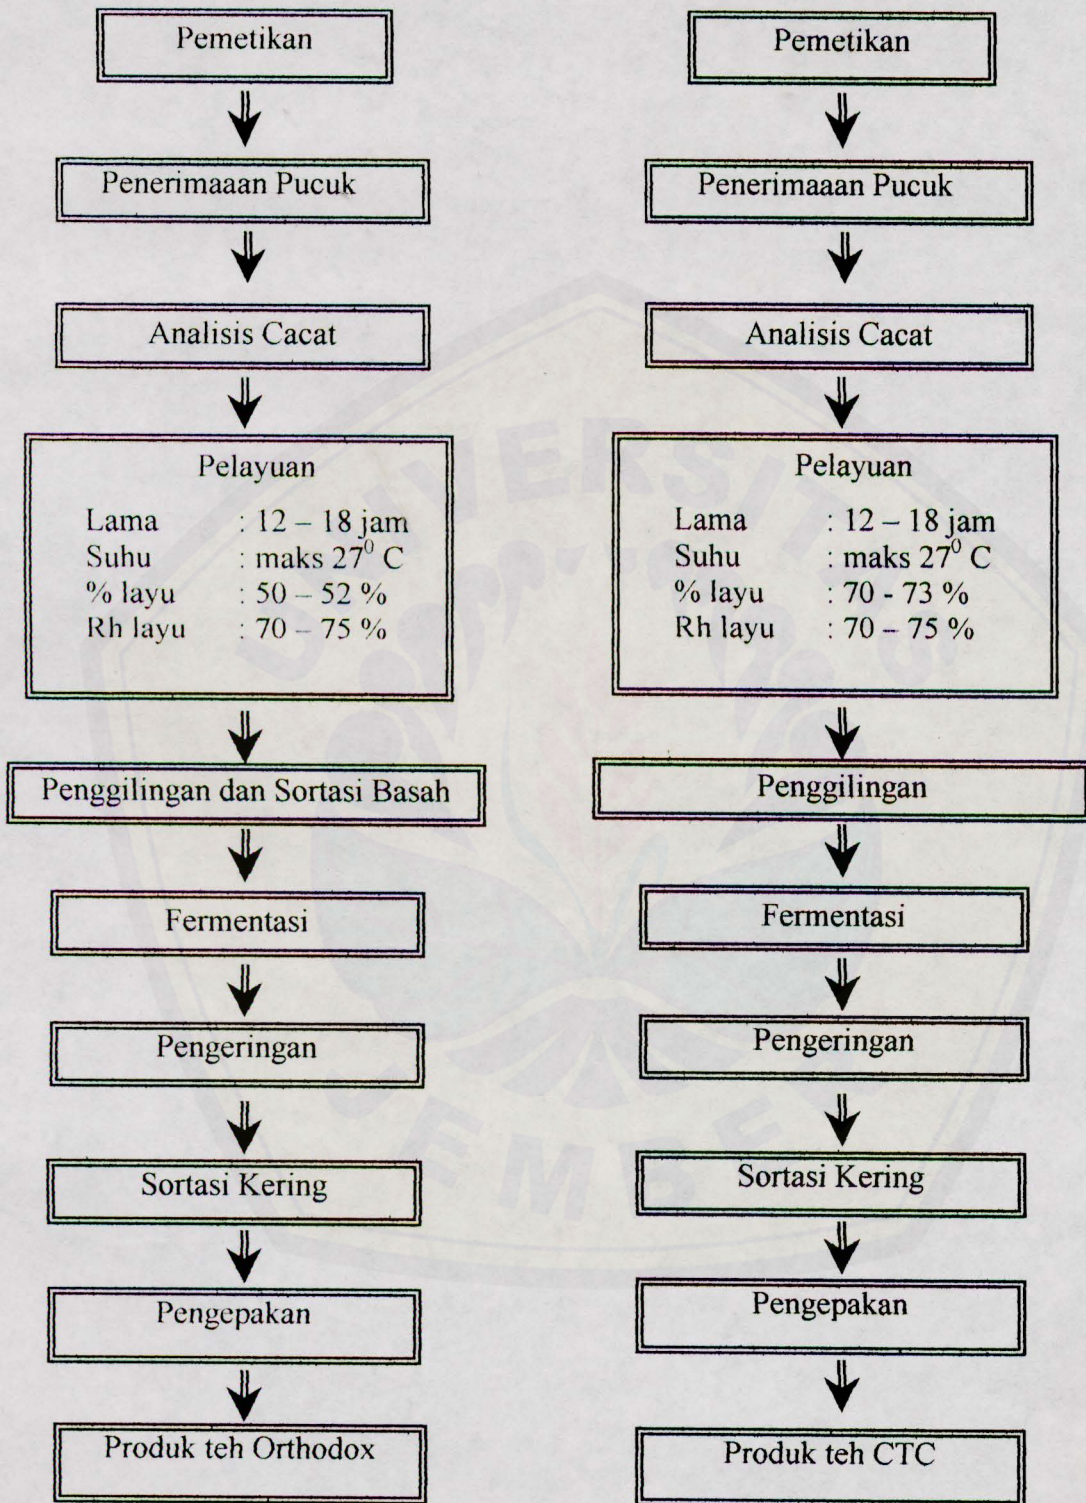 Pemetikan
Penerimaaan Pucuk
Analisis Cacat
Pelayuan
Lama : 12 – 18 jam
Suhu : maks 27⁰ C
% layu : 50 – 52 %
Rh layu : 70 – 75 %
Penggilingan dan Sortasi Basah
Fermentasi
Pengeringan
Sortasi Kering
Pengepakan
Produk teh Orthodox
Pemetikan
Penerimaaan Pucuk
Analisis Cacat
Pelayuan
Lama : 12 – 18 jam
Suhu : maks 27⁰ C
% layu : 70 - 73 %
Rh layu : 70 – 75 %
Penggilingan
Fermentasi
Pengeringan
Sortasi Kering
Pengepakan
Produk teh CTC
UNIVERSITAS
JEMBER